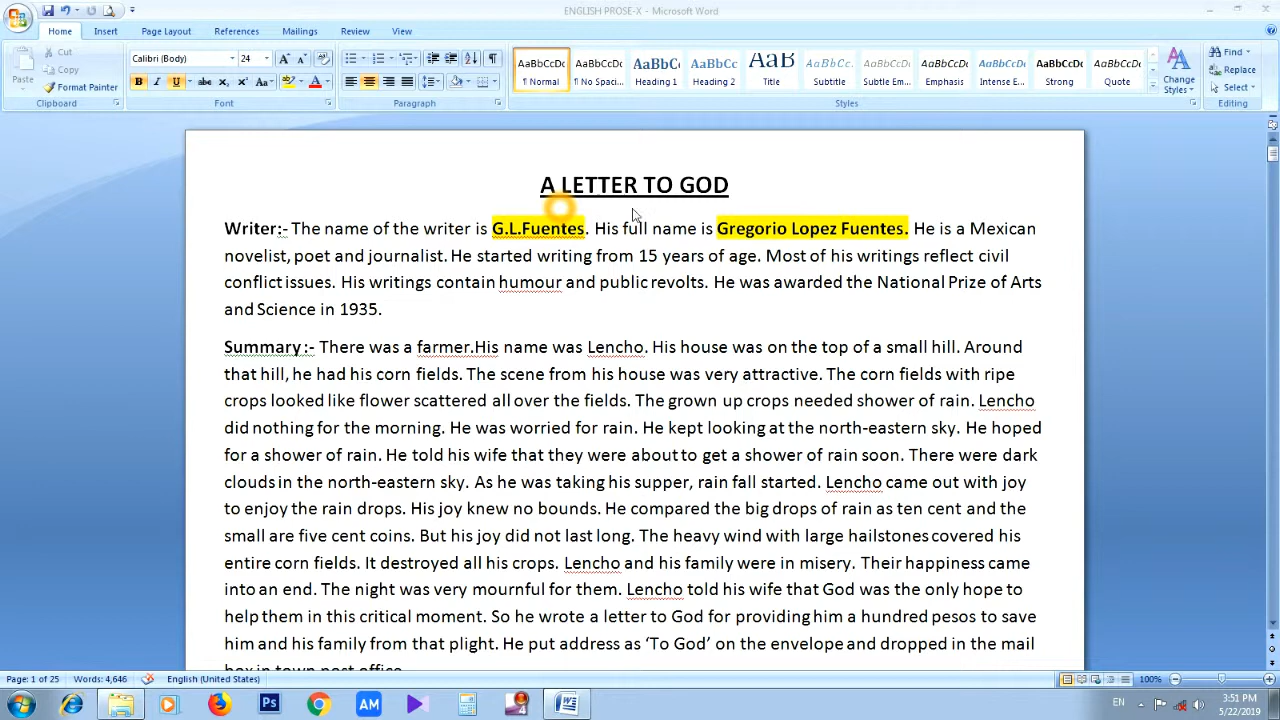 ENGLISH PROSE-X - Microsoft Word
Home Insert Page Layout References Mailings Review View
Paste
Cut
Copy
Format Painter
Clipboard
Calibri (Body) 24
Font
Paragraph
AaBbCcDc AaBbCcDc AaBbC AaBbCc AaB AaBbCc. AaBbCcDc AaBbCcDc AaBbCcDc AaBbCcDc AaBbCcDc
¶ Normal ¶ No Spaci... Heading 1 Heading 2 Title Subtitle Subtle Em... Emphasis Intense E... Strong Quote
Change Styles
Styles
Find
Replace
Select
Editing
A LETTER TO GOD
Writer:- The name of the writer is G.L.Fuentes. His full name is Gregorio Lopez Fuentes. He is a Mexican
novelist, poet and journalist. He started writing from 15 years of age. Most of his writings reflect civil
conflict issues. His writings contain humour and public revolts. He was awarded the National Prize of Arts
and Science in 1935.
Summary:- There was a farmer.His name was Lencho. His house was on the top of a small hill. Around
that hill, he had his corn fields. The scene from his house was very attractive. The corn fields with ripe
crops looked like flower scattered all over the fields. The grown up crops needed shower of rain. Lencho
did nothing for the morning. He was worried for rain. He kept looking at the north-eastern sky. He hoped
for a shower of rain. He told his wife that they were about to get a shower of rain soon. There were dark
clouds in the north-eastern sky. As he was taking his supper, rain fall started. Lencho came out with joy
to enjoy the rain drops. His joy knew no bounds. He compared the big drops of rain as ten cent and the
small are five cent coins. But his joy did not last long. The heavy wind with large hailstones covered his
entire corn fields. It destroyed all his crops. Lencho and his family were in misery. Their happiness came
into an end. The night was very mournful for them. Lencho told his wife that God was the only hope to
help them in this critical moment. So he wrote a letter to God for providing him a hundred pesos to save
him and his family from that plight. He put address as ‘To God’ on the envelope and dropped in the mail
box in town post office.
Page: 1 of 25 Words: 4,646 English (United States) 100%
Ps AM EN 3:51 PM
5/22/2019